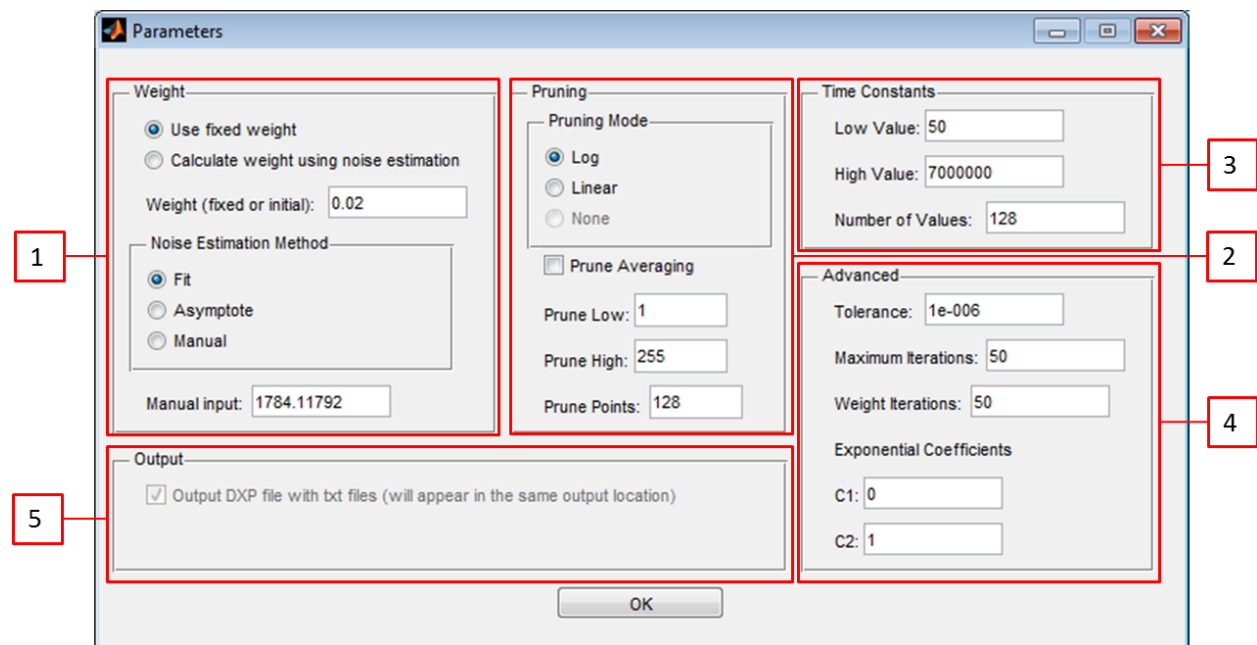 Parameters
1
Weight
Use fixed weight
Calculate weight using noise estimation
Weight (fixed or initial): 0.02
Noise Estimation Method
Fit
Asymptote
Manual
Manual input: 1784.11792
2
Pruning
Pruning Mode
Log
Linear
None
Prune Averaging
Prune Low: 1
Prune High: 255
Prune Points: 128
3
Time Constants
Low Value: 50
High Value: 7000000
Number of Values: 128
4
Advanced
Tolerance: 1e-006
Maximum Iterations: 50
Weight Iterations: 50
Exponential Coefficients
C1: 0
C2: 1
5
Output
Output DXP file with txt files (will appear in the same output location)
OK